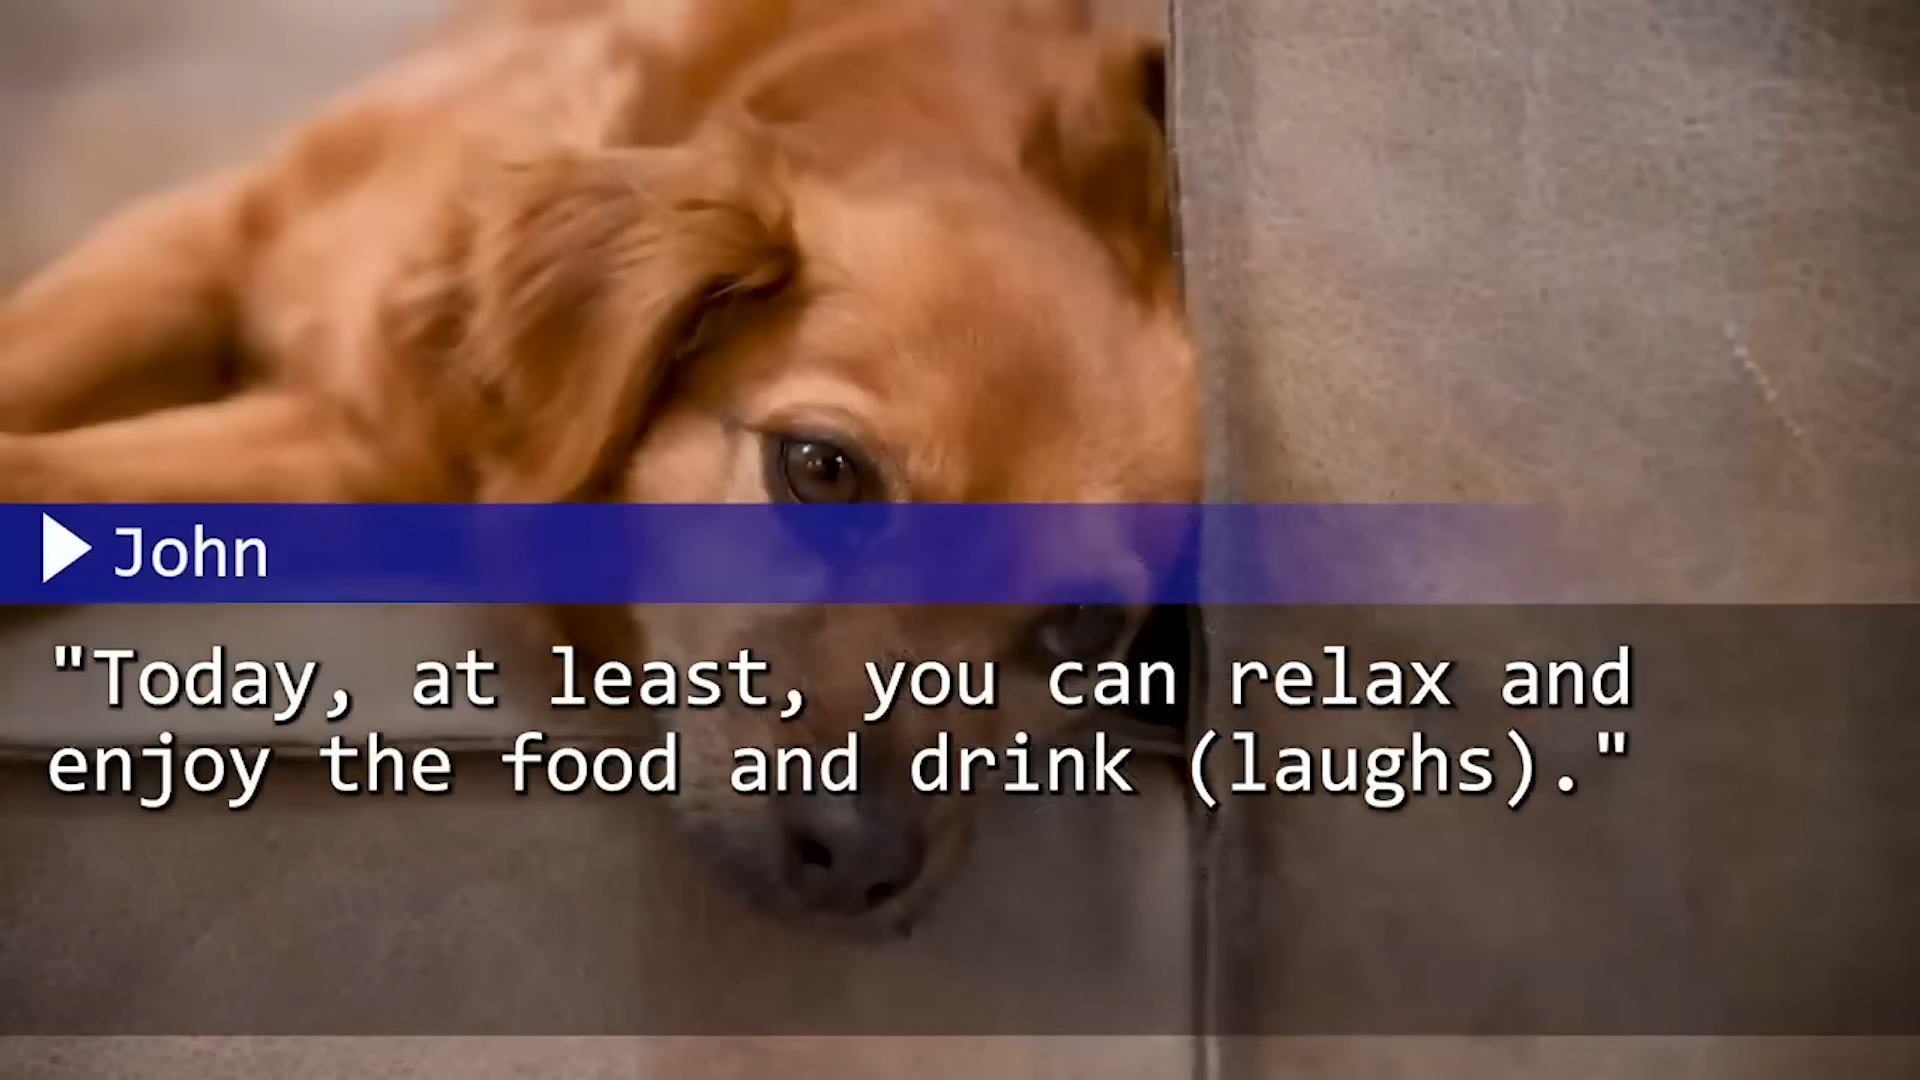 John
"Today, at least, you can relax and
enjoy the food and drink (laughs)."